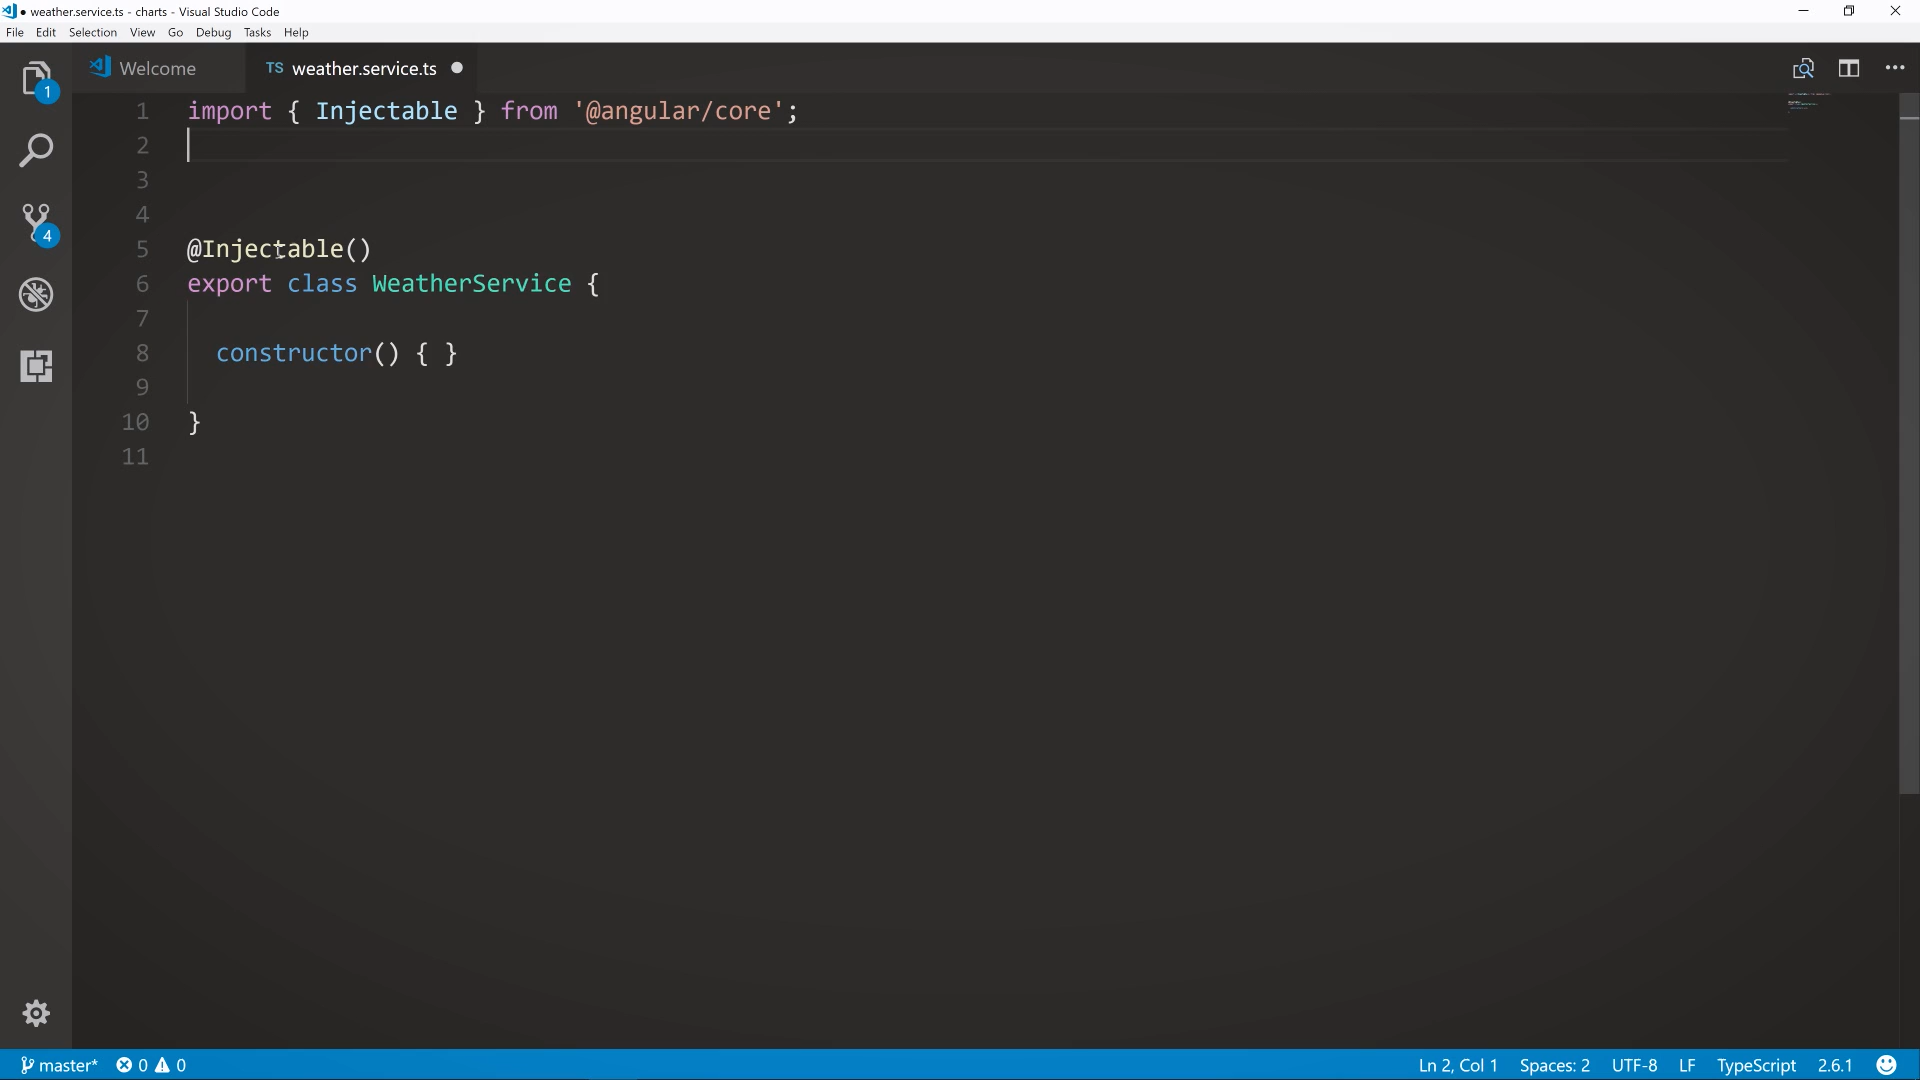 ● weather.service.ts - charts - Visual Studio Code
File Edit Selection View Go Debug Tasks Help
Welcome TS weather.service.ts ●
1 import { Injectable } from '@angular/core';
2
3
4
5 @Injectable()
6 export class WeatherService {
7
8 constructor() { }
9
10 }
11
1
4
master* 0 0 Ln 2, Col 1 Spaces: 2 UTF-8 LF TypeScript 2.6.1